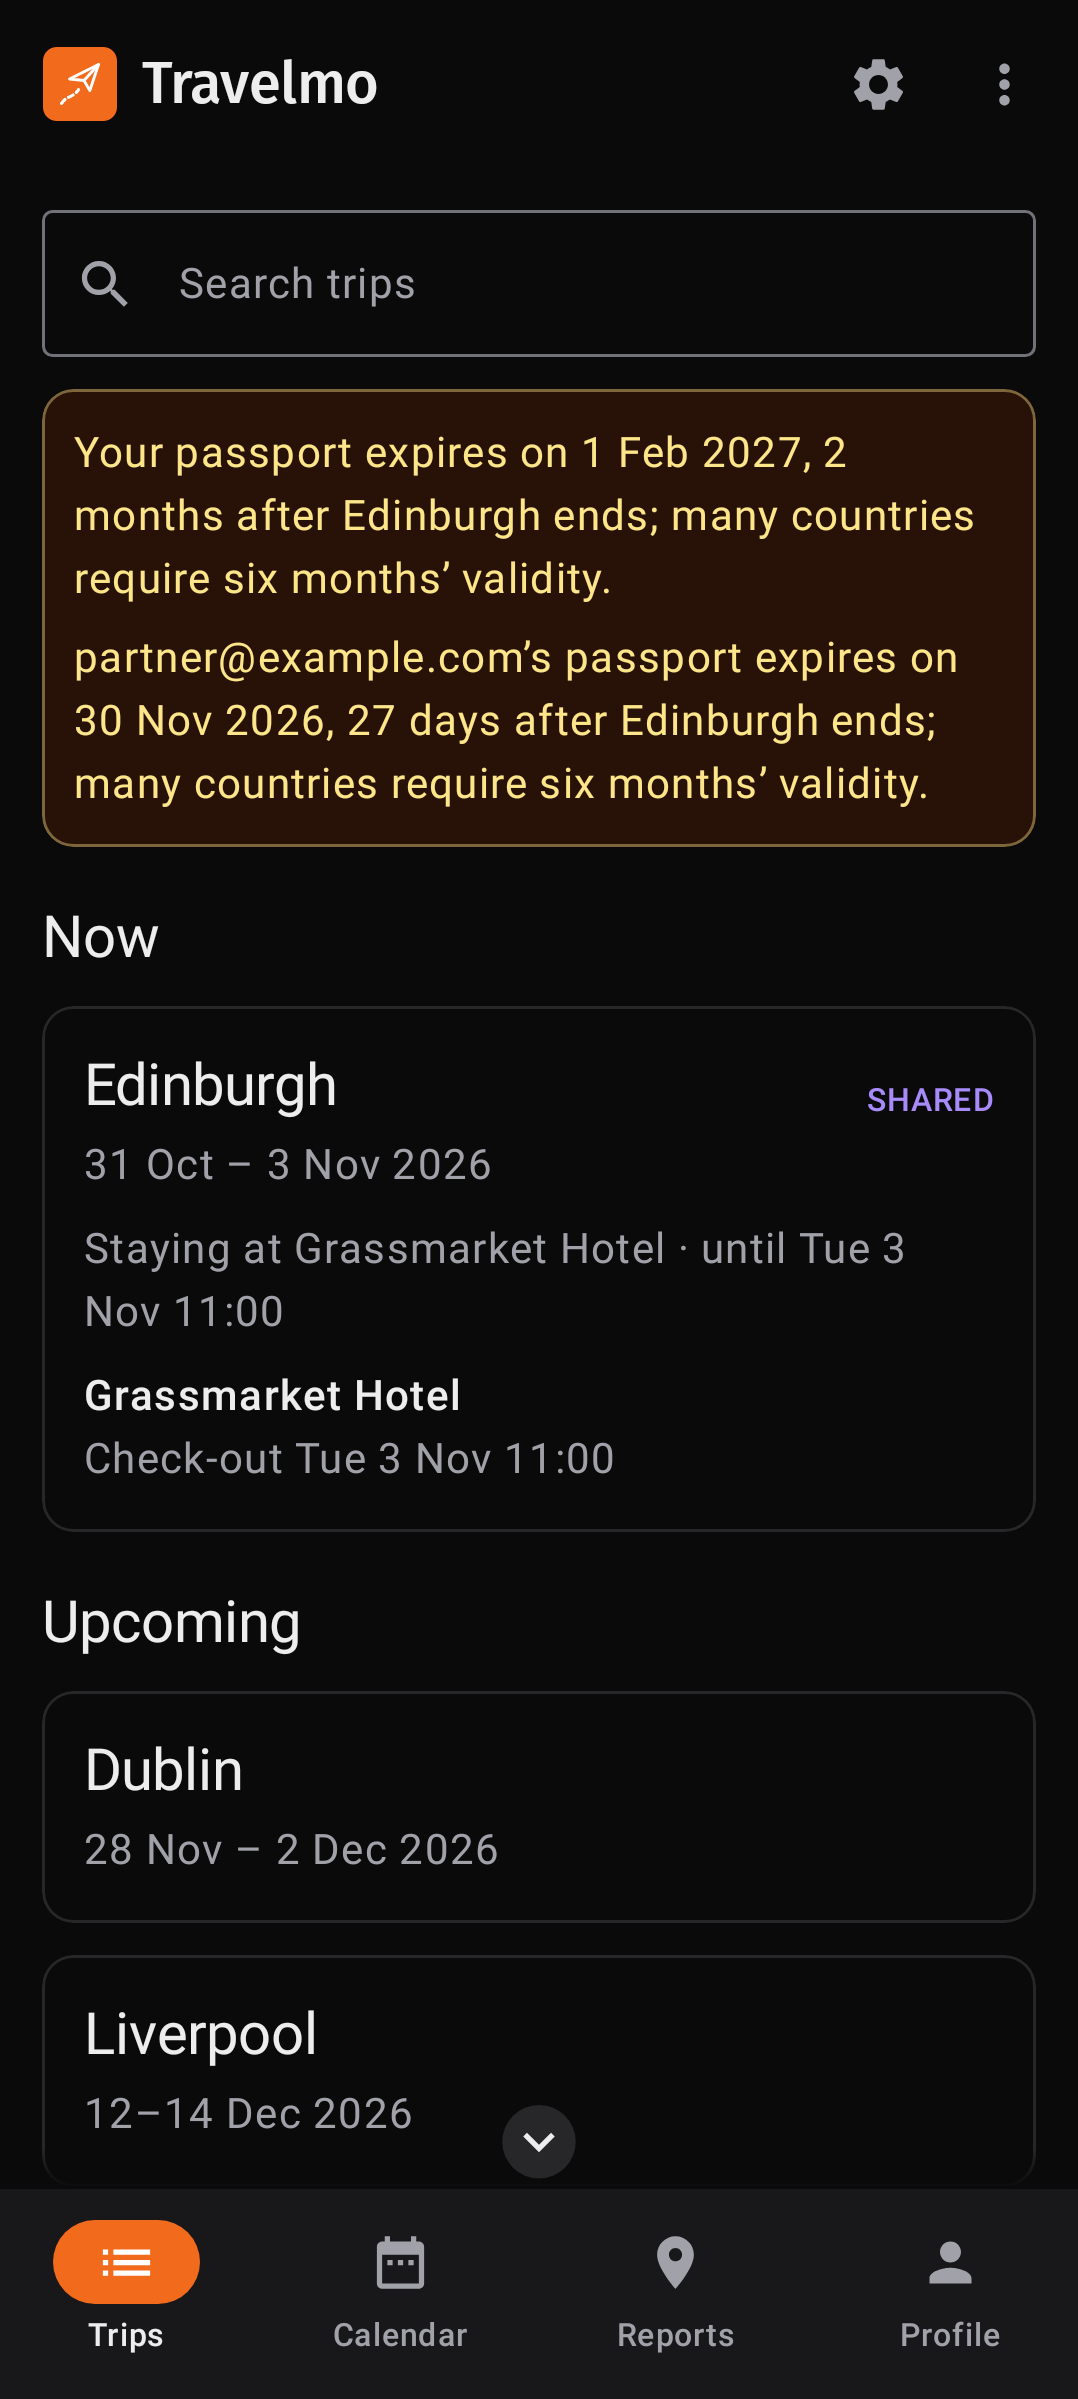 Travelmo
Search trips
Your passport expires on 1 Feb 2027, 2
months after Edinburgh ends; many countries
require six months’ validity.
partner@example.com’s passport expires on
30 Nov 2026, 27 days after Edinburgh ends;
many countries require six months’ validity.
Now
Edinburgh
SHARED
31 Oct – 3 Nov 2026
Staying at Grassmarket Hotel · until Tue 3
Nov 11:00
Grassmarket Hotel
Check-out Tue 3 Nov 11:00
Upcoming
Dublin
28 Nov – 2 Dec 2026
Liverpool
12–14 Dec 2026
Trips
Calendar
Reports
Profile